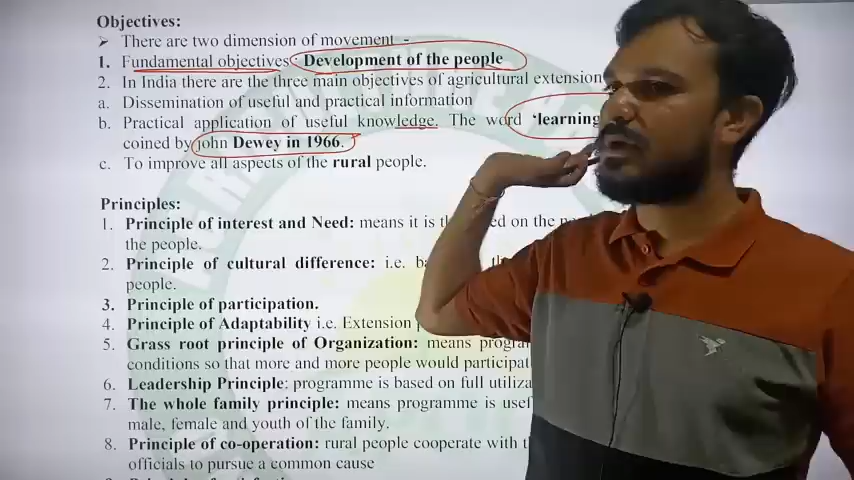 Objectives:
➢ There are two dimension of movement -
1. Fundamental objectives: Development of the people
2. In India there are the three main objectives of agricultural extension
a. Dissemination of useful and practical information
b. Practical application of useful knowledge. The word 'learning
coined by john Dewey in 1966.
c. To improve all aspects of the rural people.
Principles:
1. Principle of interest and Need: means it is ed on the
the people.
2. Principle of cultural difference: i.e.
people.
3. Principle of participation.
4. Principle of Adaptability i.e. Extension
5. Grass root principle of Organization: means
conditions so that more and more people would
6. Leadership Principle: programme is based on full
7. The whole family principle: means programme is
male, female and youth of the family.
8. Principle of co-operation: rural people cooperate with
officials to pursue a common cause